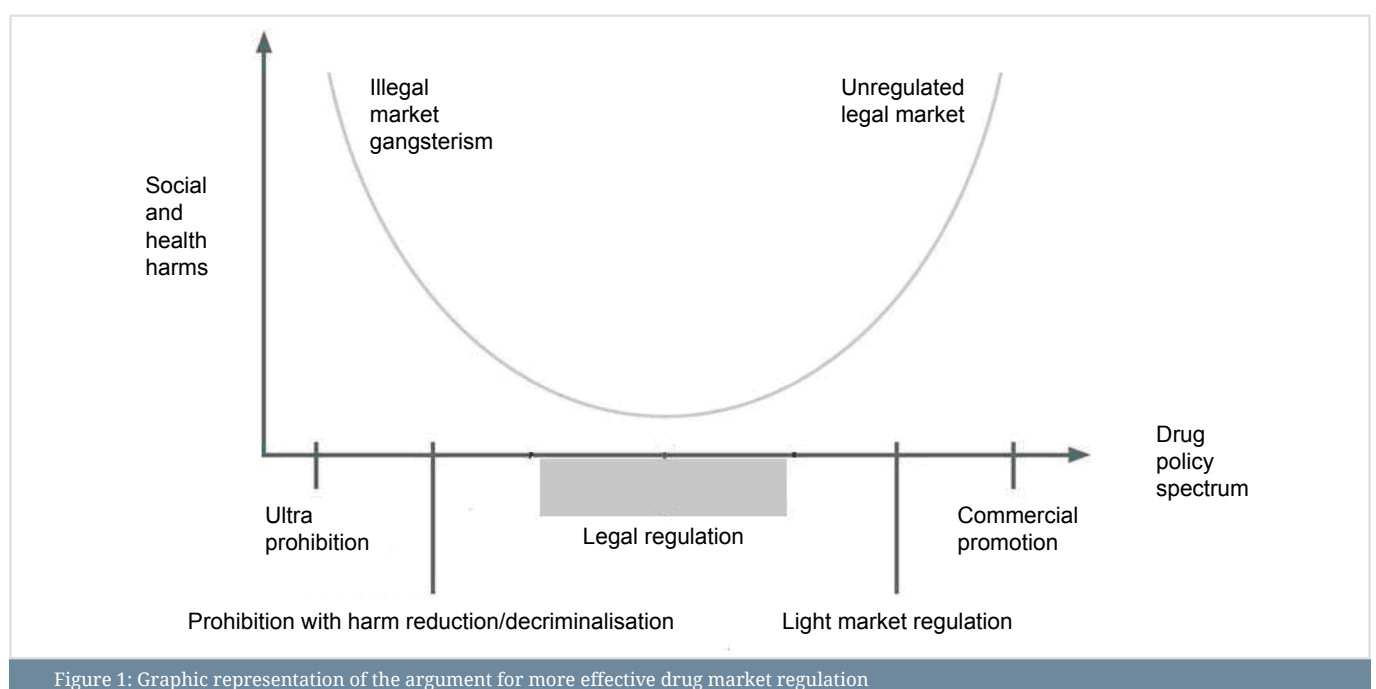 Illegal
market
gangsterism
Unregulated
legal market
Social
and
health
harms
Drug
policy
spectrum
Ultra
prohibition
Legal regulation
Commercial
promotion
Prohibition with harm reduction/decriminalisation
Light market regulation
Figure 1: Graphic representation of the argument for more effective drug market regulation